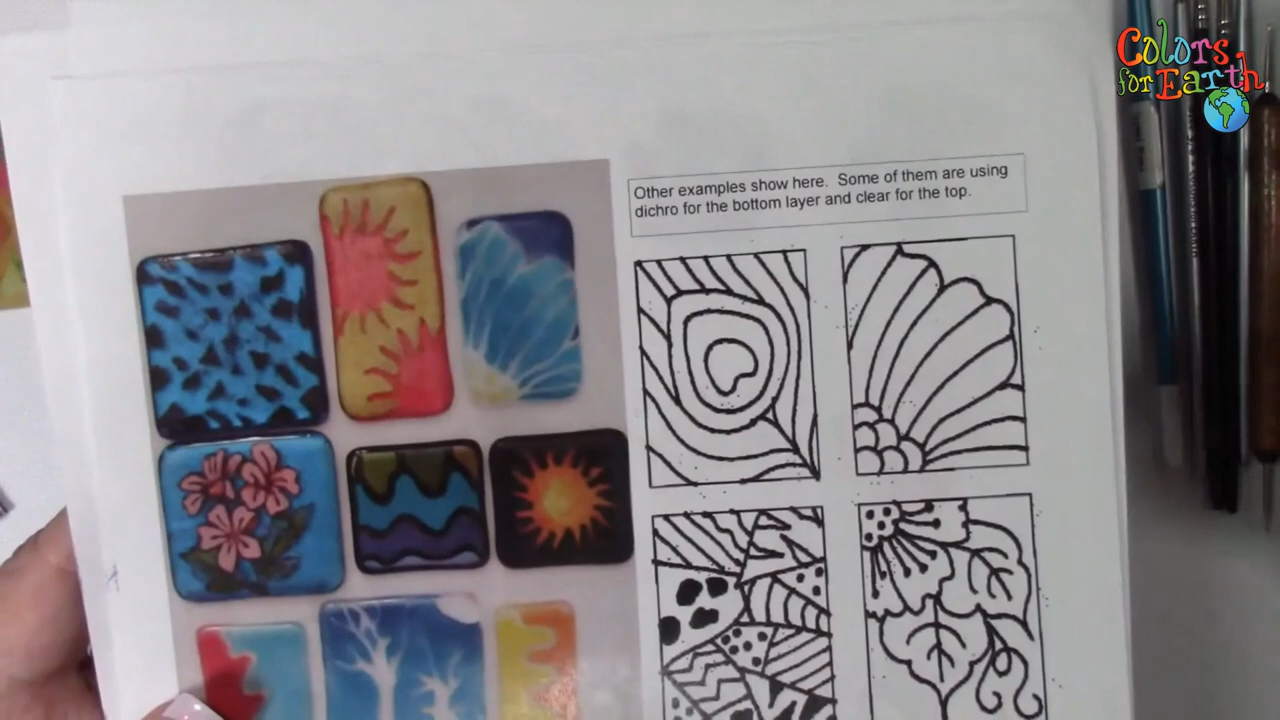 Colors
for Earth
Other examples show here. Some of them are using
dichro for the bottom layer and clear for the top.